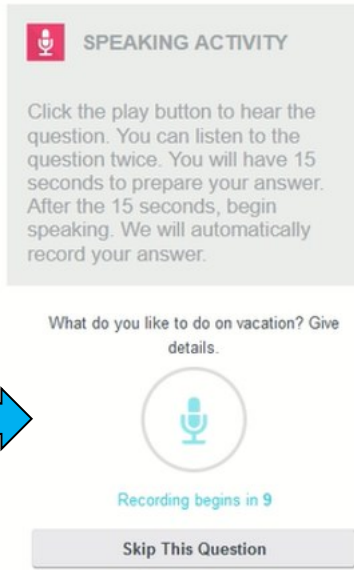 SPEAKING ACTIVITY
Click the play button to hear the
question. You can listen to the
question twice. You will have 15
seconds to prepare your answer.
After the 15 seconds, begin
speaking. We will automatically
record your answer.
What do you like to do on vacation? Give
details.
Recording begins in 9
Skip This Question